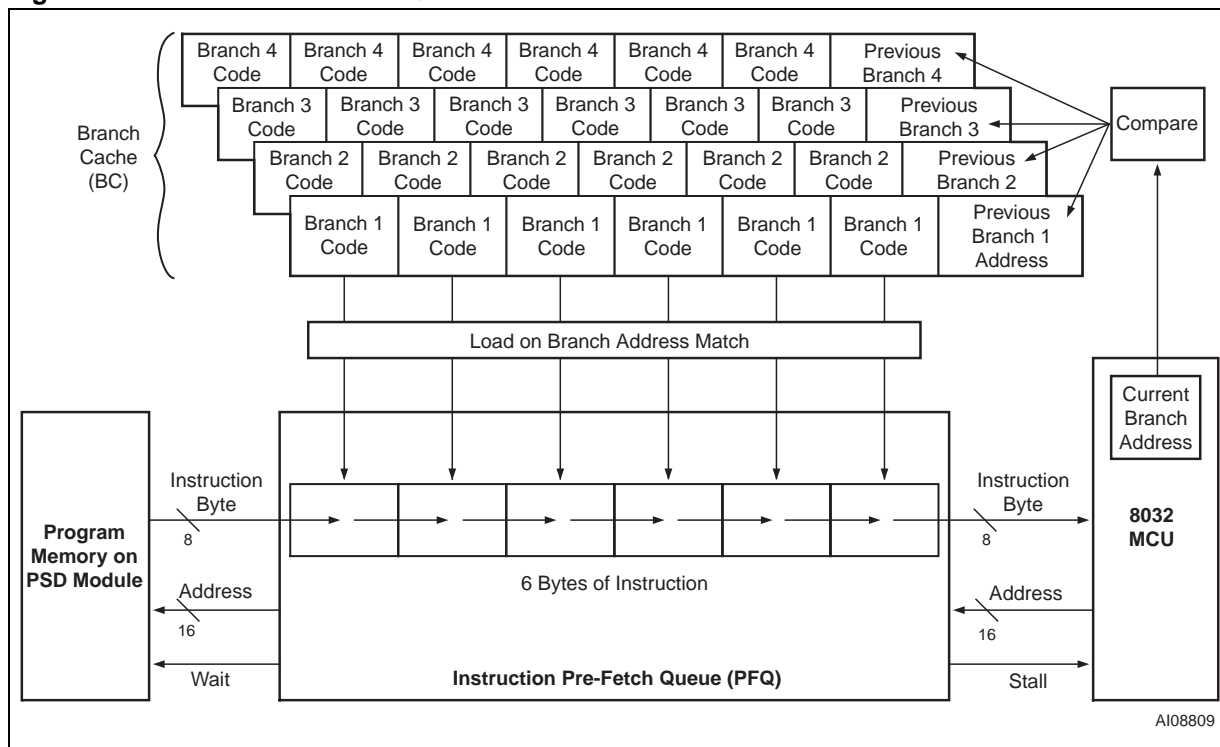 Branch 4 Code
Branch 4 Code
Branch 4 Code
Branch 4 Code
Branch 4 Code
Branch 4 Code
Previous Branch 4
Branch 3 Code
Branch 3 Code
Branch 3 Code
Branch 3 Code
Branch 3 Code
Branch 3 Code
Previous Branch 3
Compare
Branch Cache (BC)
Branch 2 Code
Branch 2 Code
Branch 2 Code
Branch 2 Code
Branch 2 Code
Branch 2 Code
Previous Branch 2
Branch 1 Code
Branch 1 Code
Branch 1 Code
Branch 1 Code
Branch 1 Code
Branch 1 Code
Previous Branch 1 Address
Load on Branch Address Match
Current Branch Address
Instruction Byte
8
Instruction Byte
8
Program Memory on PSD Module
8032 MCU
6 Bytes of Instruction
Address
16
Address
16
Wait
Instruction Pre-Fetch Queue (PFQ)
Stall
AI08809